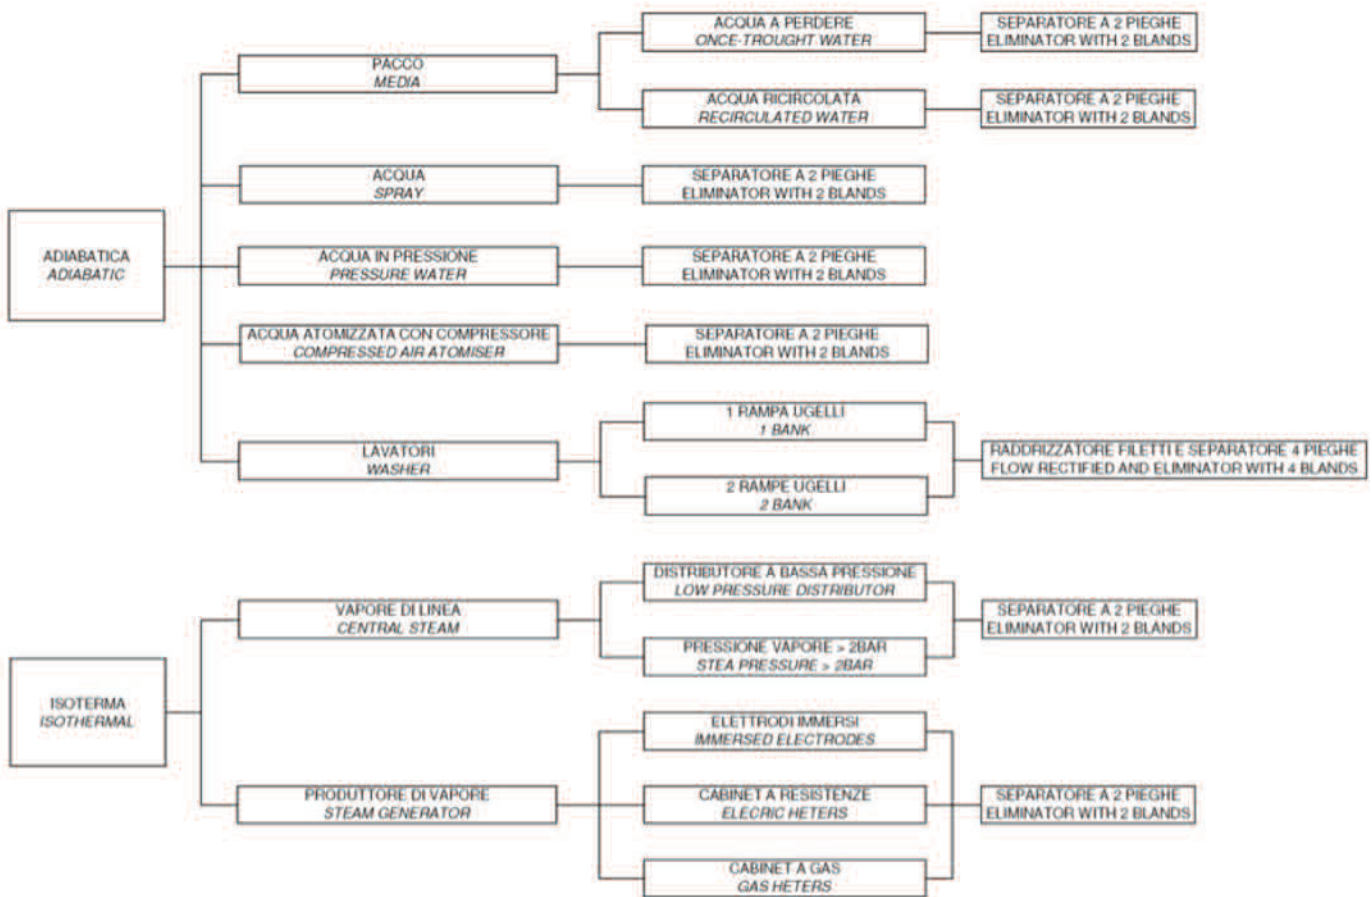 ADIABATICA
ADIABATIC
PACCO
MEDIA
ACQUA A PERDERE
ONCE-TROUGHT WATER
SEPARATORE A 2 PIEGHE
ELIMINATOR WITH 2 BLANDS
ACQUA RICIRCOLATA
RECIRCULATED WATER
SEPARATORE A 2 PIEGHE
ELIMINATOR WITH 2 BLANDS
ACQUA
SPRAY
SEPARATORE A 2 PIEGHE
ELIMINATOR WITH 2 BLANDS
ACQUA IN PRESSIONE
PRESSURE WATER
SEPARATORE A 2 PIEGHE
ELIMINATOR WITH 2 BLANDS
ACQUA ATOMIZZATA CON COMPRESSORE
COMPRESSED AIR ATOMISER
SEPARATORE A 2 PIEGHE
ELIMINATOR WITH 2 BLANDS
LAVATORI
WASHER
1 RAMPA UGELLI
1 BANK
2 RAMPE UGELLI
2 BANK
RADDRIZZATORE FILETTI E SEPARATORE 4 PIEGHE
FLOW RECTIFIED AND ELIMINATOR WITH 4 BLANDS
ISOTERMA
ISOTHERMAL
VAPORE DI LINEA
CENTRAL STEAM
DISTRIBUTORE A BASSA PRESSIONE
LOW PRESSURE DISTRIBUTOR
PRESSIONE VAPORE > 2BAR
STEA PRESSURE > 2BAR
SEPARATORE A 2 PIEGHE
ELIMINATOR WITH 2 BLANDS
PRODUTTORE DI VAPORE
STEAM GENERATOR
ELETTRODI IMMERSI
IMMERSED ELECTRODES
CABINET A RESISTENZE
ELECRIC HETERS
CABINET A GAS
GAS HETERS
SEPARATORE A 2 PIEGHE
ELIMINATOR WITH 2 BLANDS